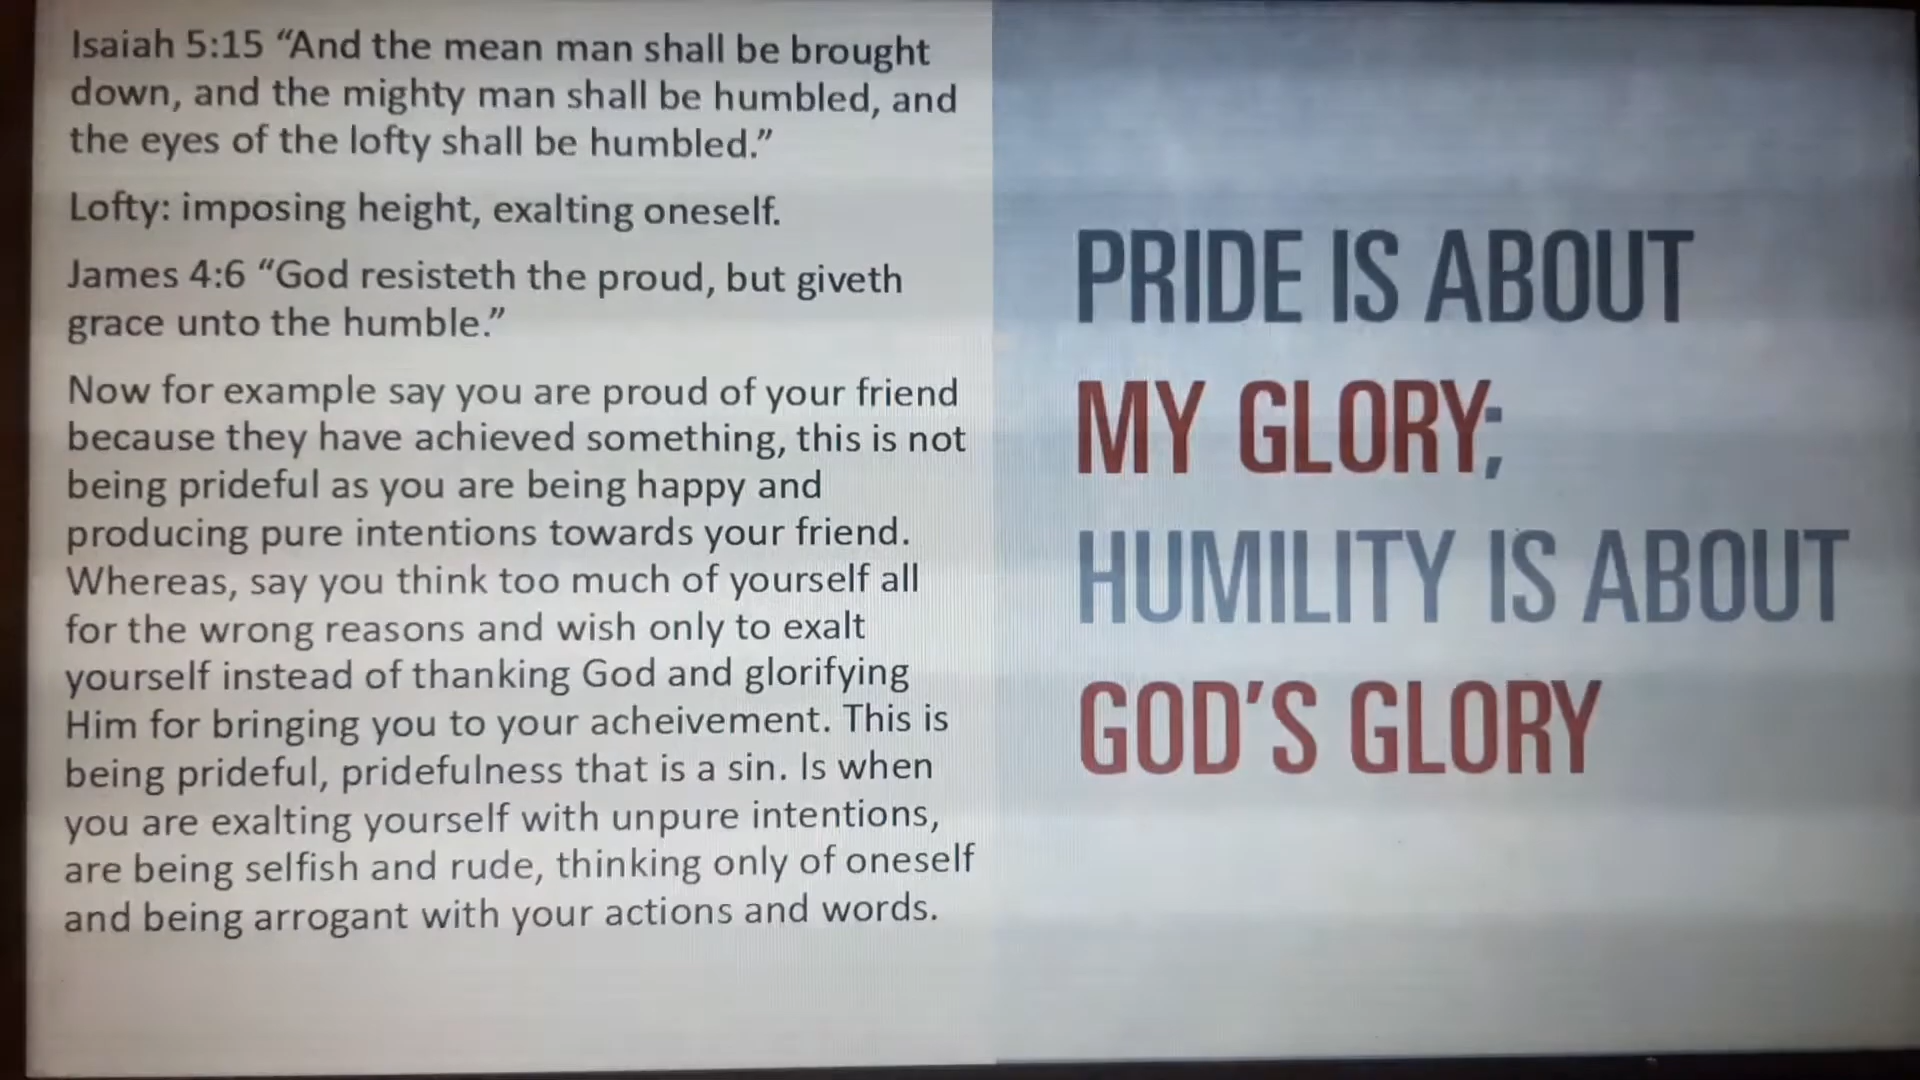 Isaiah 5:15 “And the mean man shall be brought
down, and the mighty man shall be humbled, and
the eyes of the lofty shall be humbled.”
Lofty: imposing height, exalting oneself.
James 4:6 “God resisteth the proud, but giveth
grace unto the humble.”
Now for example say you are proud of your friend
because they have achieved something, this is not
being prideful as you are being happy and
producing pure intentions towards your friend.
Whereas, say you think too much of yourself all
for the wrong reasons and wish only to exalt
yourself instead of thanking God and glorifying
Him for bringing you to your acheivement. This is
being prideful, pridefulness that is a sin. Is when
you are exalting yourself with unpure intentions,
are being selfish and rude, thinking only of oneself
and being arrogant with your actions and words.
PRIDE IS ABOUT
MY GLORY;
HUMILITY IS ABOUT
GOD'S GLORY